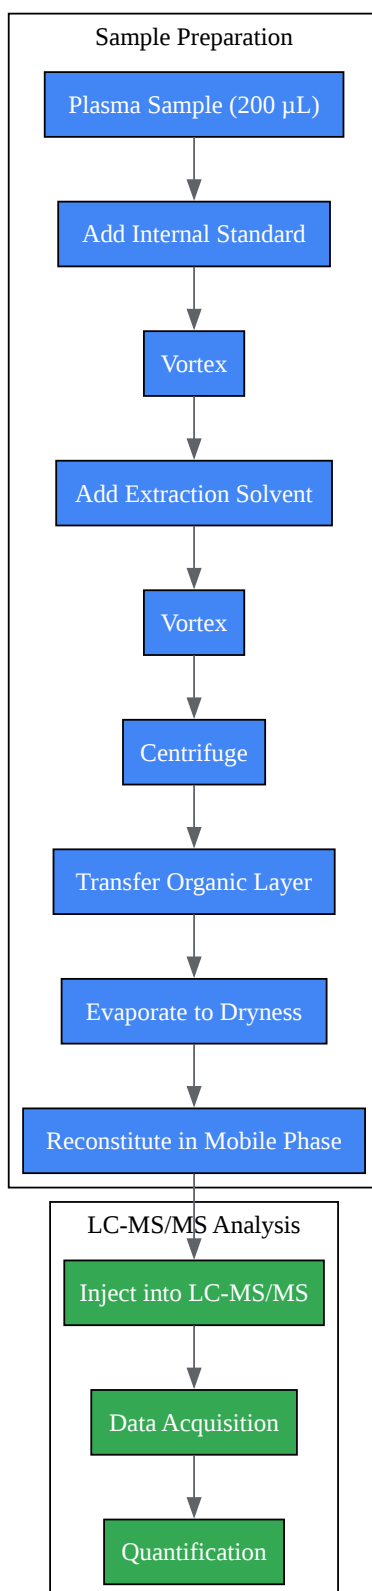 Sample Preparation
Plasma Sample (200 µL)
Add Internal Standard
Vortex
Add Extraction Solvent
Vortex
Centrifuge
Transfer Organic Layer
Evaporate to Dryness
Reconstitute in Mobile Phase
LC-MS/MS Analysis
Inject into LC-MS/MS
Data Acquisition
Quantification